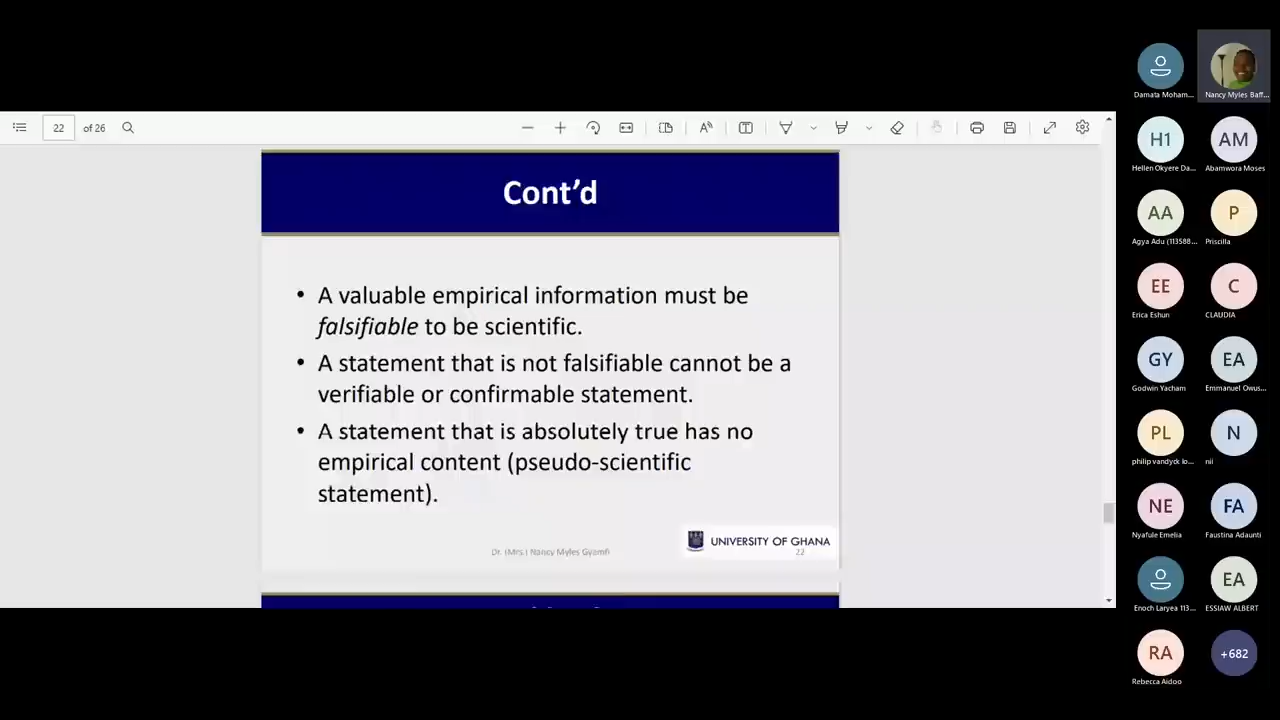 22 of 26
Cont’d
• A valuable empirical information must be
falsifiable to be scientific.
• A statement that is not falsifiable cannot be a
verifiable or confirmable statement.
• A statement that is absolutely true has no
empirical content (pseudo-scientific
statement).
Dr. (Mrs.) Nancy Myles Gyamfi
UNIVERSITY OF GHANA
22
Damata Moham...
Nancy Myles Baff...
H1
AM
Hellen Okyere Da...
Abamwora Moses
AA
P
Agya Adu (113588...
Priscilla
EE
C
Erica Eshun
CLAUDIA
GY
EA
Godwin Yacham
Emmanuel Owus...
PL
N
philip vandyck lo...
nii
NE
FA
Nyafule Emelia
Faustina Adaunti
EA
Enoch Laryea 113...
ESSIAW ALBERT
RA
+682
Rebecca Aidoo